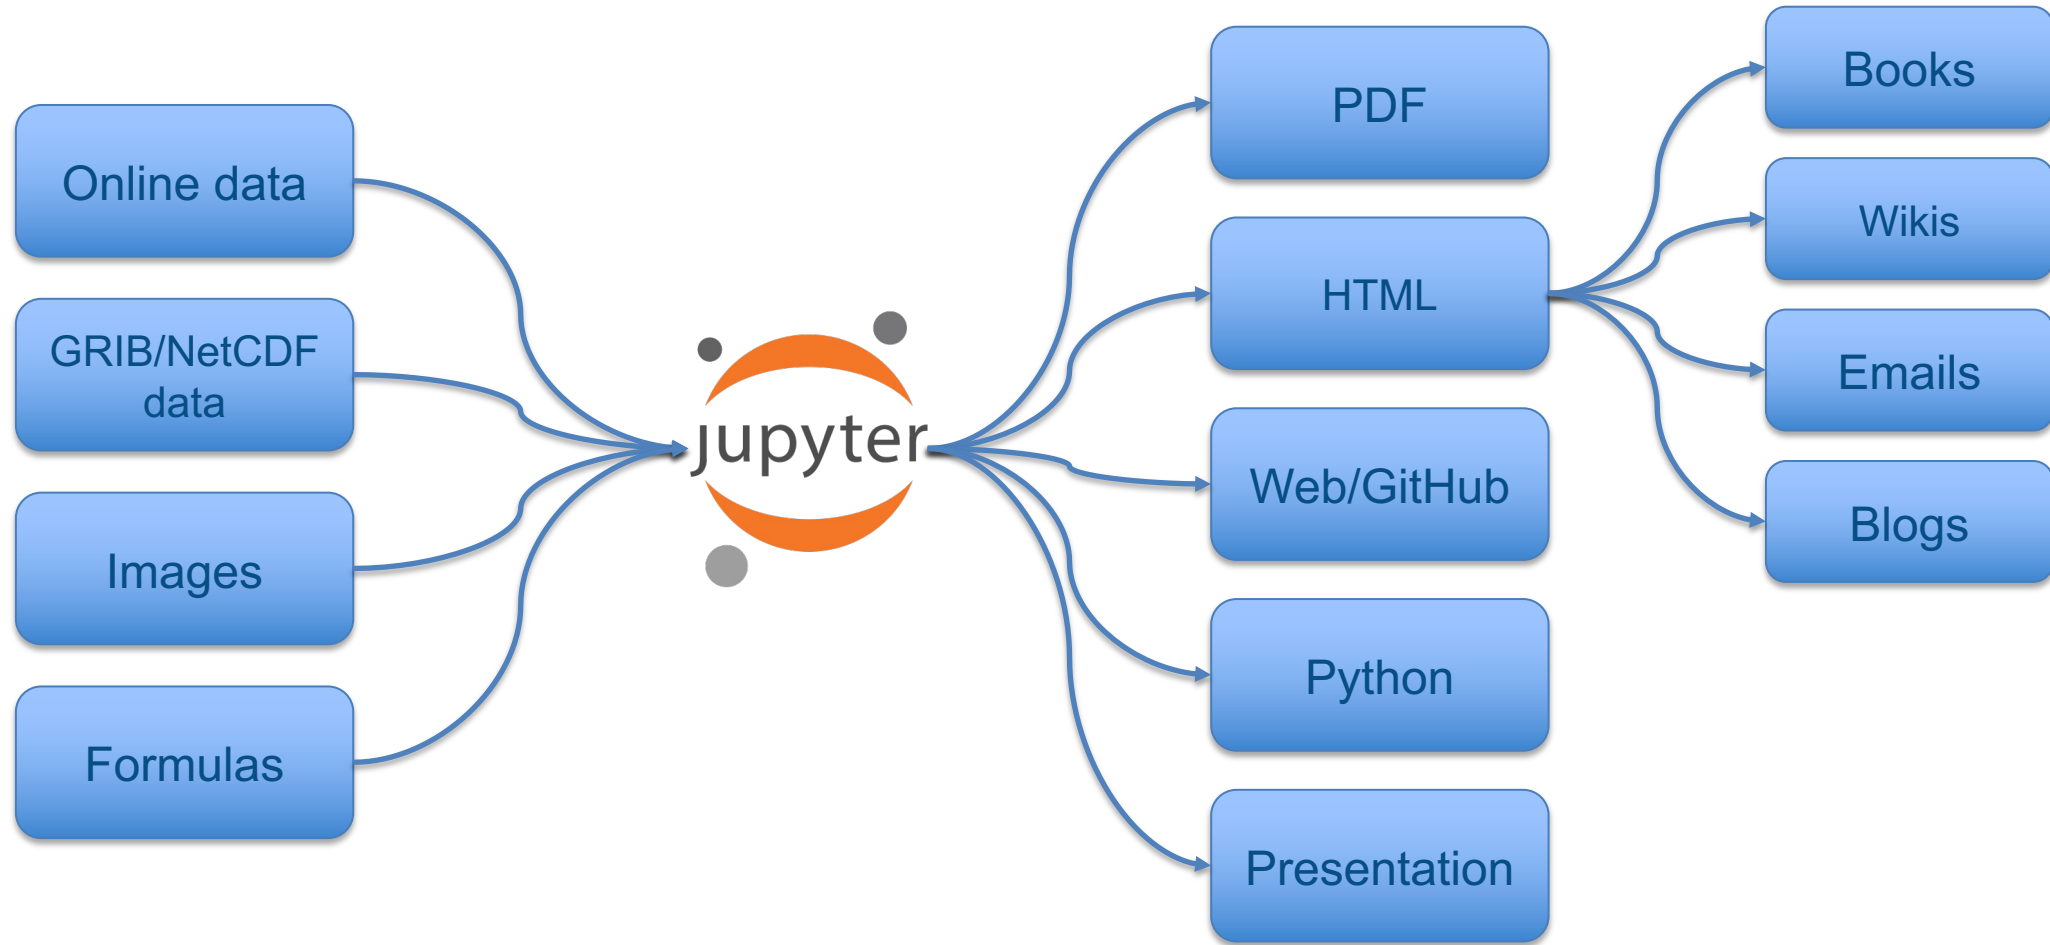 Online data
GRIB/NetCDF
data
Images
Formulas
jupyter
PDF
HTML
Web/GitHub
Python
Presentation
Books
Wikis
Emails
Blogs